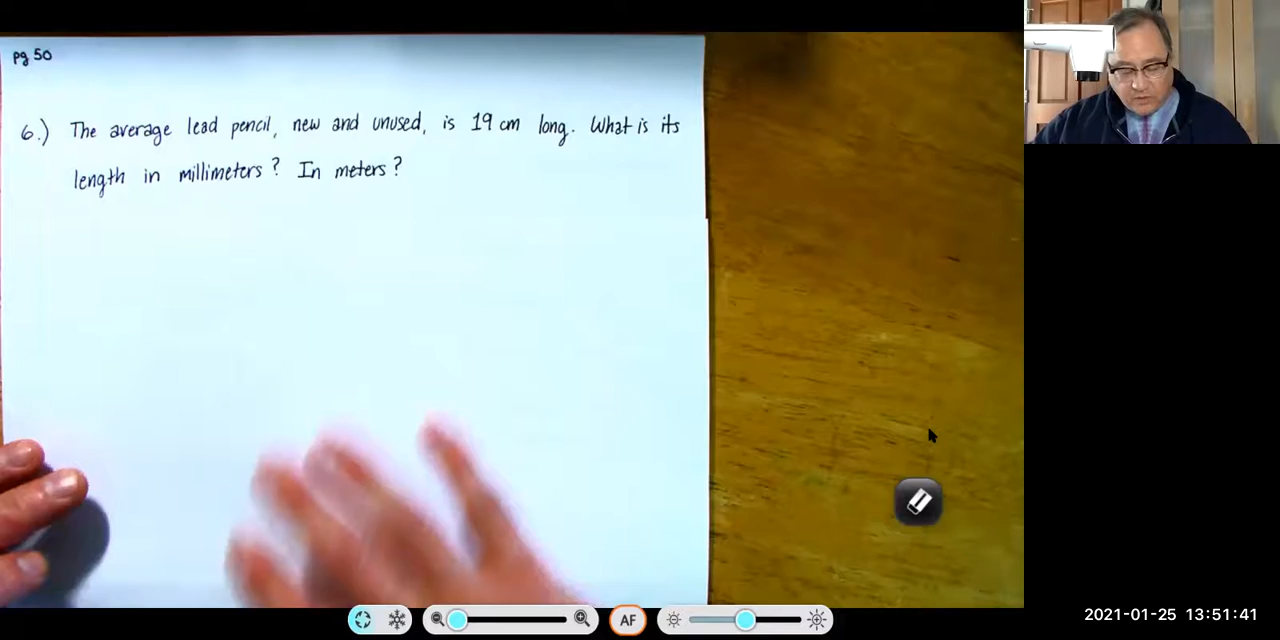 pg 50
6.) The average lead pencil, new and unused, is 19 cm long. What is its
length in millimeters? In meters?
AF
2021-01-25 13:51:41